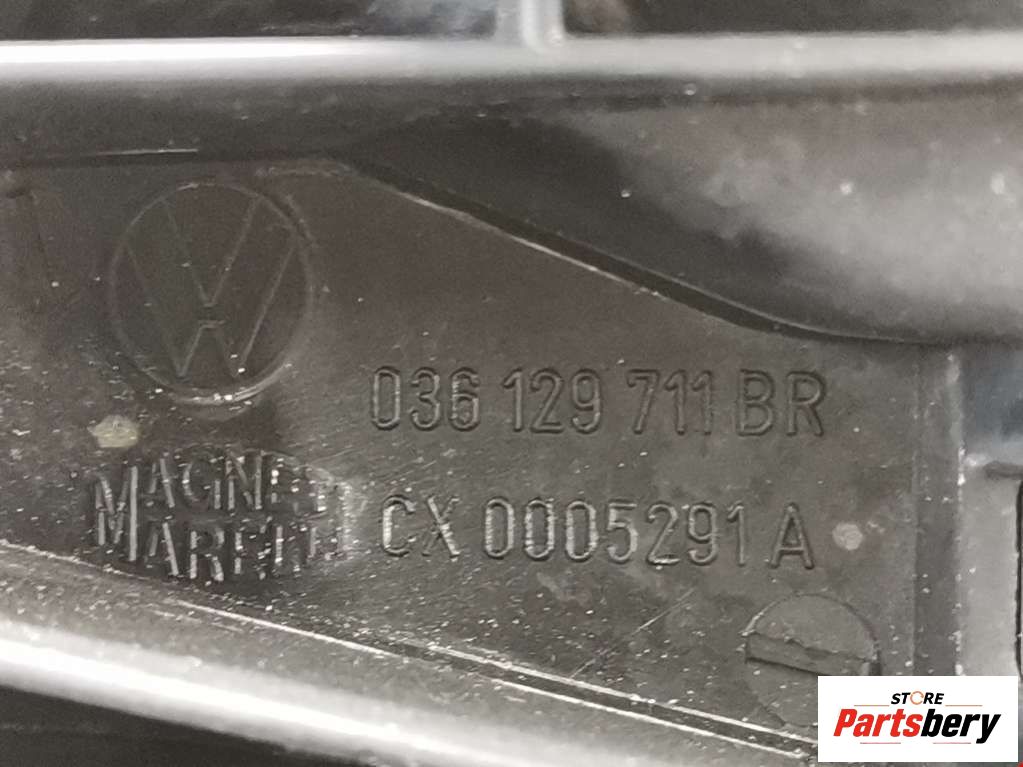 036 129 711 BR
MAGNETI
MARELLI
CX 0005291 A
STORE
Partsbery